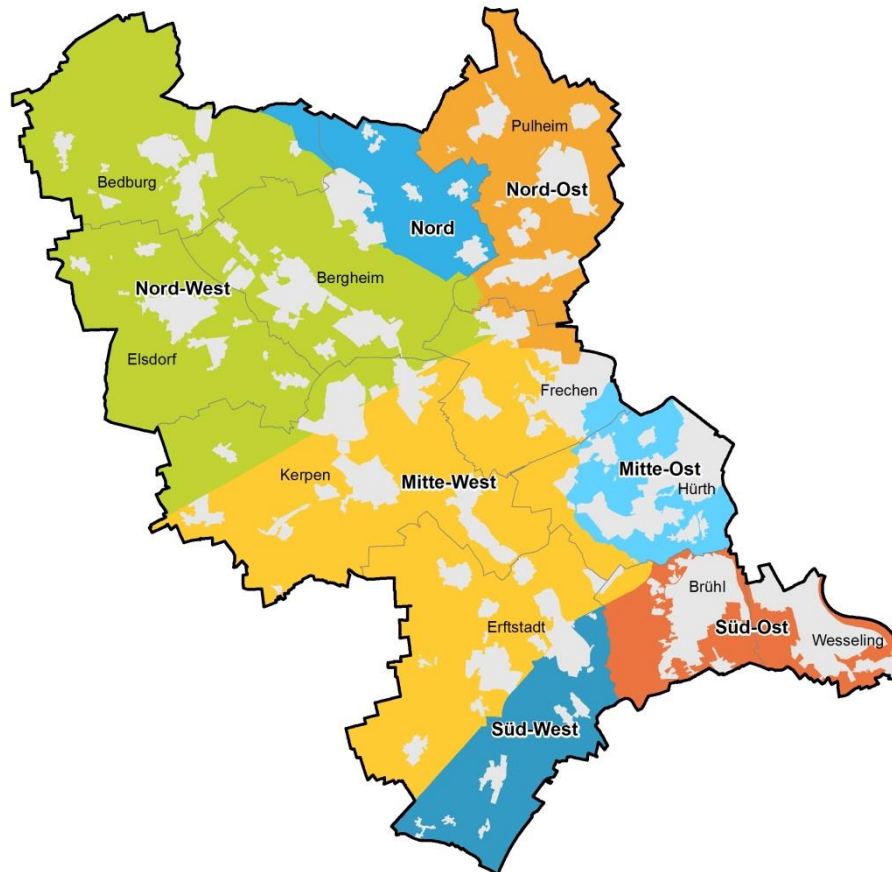 Pulheim
Bedburg
Nord-Ost
Nord
Bergheim
Nord-West
Elsdorf
Frechen
Kerpen
Mitte-West
Mitte-Ost
Hürth
Brühl
Erftstadt
Süd-Ost
Wesseling
Süd-West